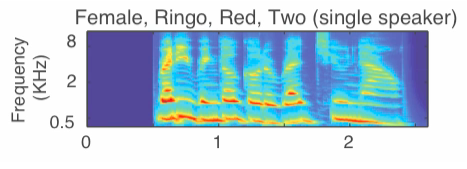 Female, Ringo, Red, Two (single speaker)
Frequency
(KHz)
8
2
0.5
0 1 2